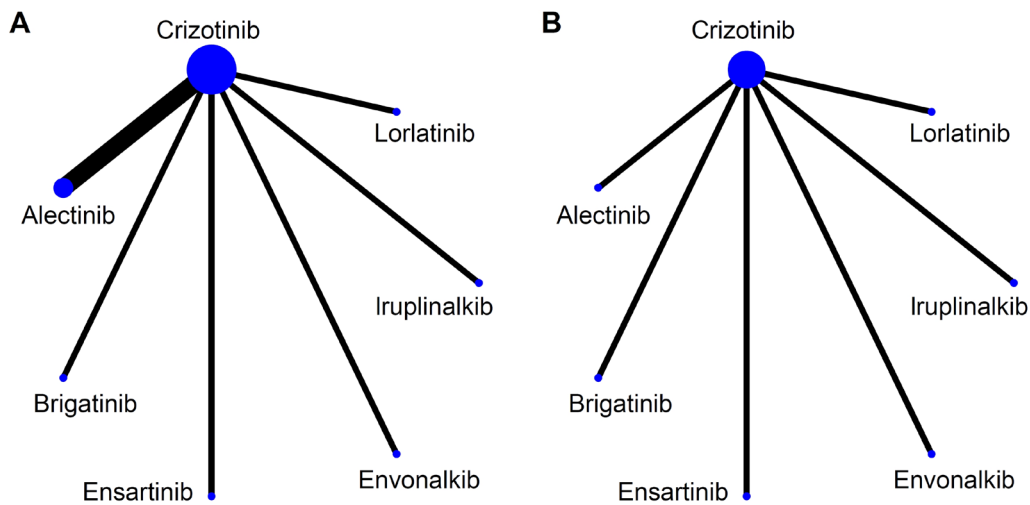 A
Crizotinib
Lorlatinib
Alectinib
Iruplinalkib
Brigatinib
Envonalkib
Ensartinib
B
Crizotinib
Lorlatinib
Alectinib
Iruplinalkib
Brigatinib
Envonalkib
Ensartinib